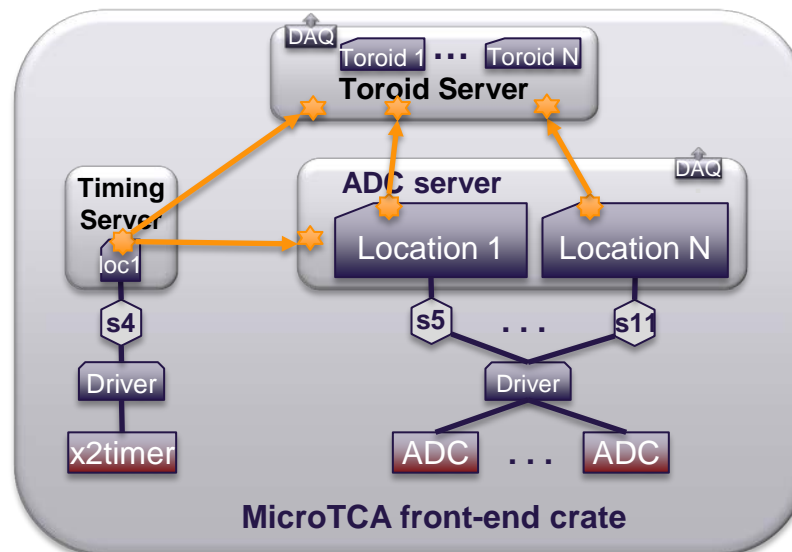 DAQ
Toroid 1 ... Toroid N
Toroid Server
DAQ
Timing
Server
loc1
ADC server
Location 1
Location N
s4
s5
. . .
s11
Driver
Driver
x2timer
ADC
. . .
ADC
MicroTCA front-end crate